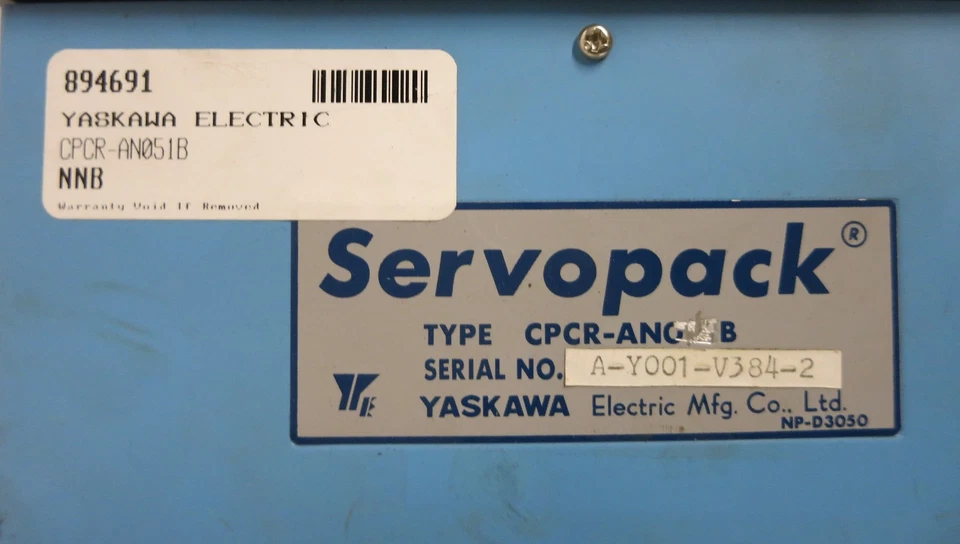 894691
YASKAWA ELECTRIC
CPCR-AN051B
NNB
Warranty Void If Removed
Servopack®
TYPE B
SERIAL NO. A-Y001-V384-2
YASKAWA Electric Mfg. Co., Ltd.
NP-D3050